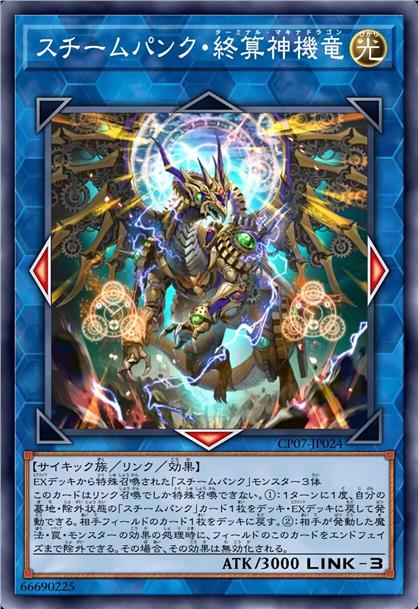 ターミナル・マキナドラゴン
スチームパンク・終算神機竜
ひかり
光
CP07-JP024
【サイキック族/リンク/効果】
EXデッキから特殊召喚された「スチームパンク」モンスター3体
このカードはリンク召喚でしか特殊召喚できない。①:1ターンに1度、自分の
墓地・除外状態の「スチームパンク」カード1枚をデッキ・EXデッキに戻して発
動できる。相手フィールドのカード1枚をデッキに戻す。②:相手が発動した魔
法・罠・モンスターの効果の処理時に、フィールドのこのカードをエンドフェイ
ズまで除外できる。その場合、その効果は無効化される。
ATK/3000 LINK-3
66690225